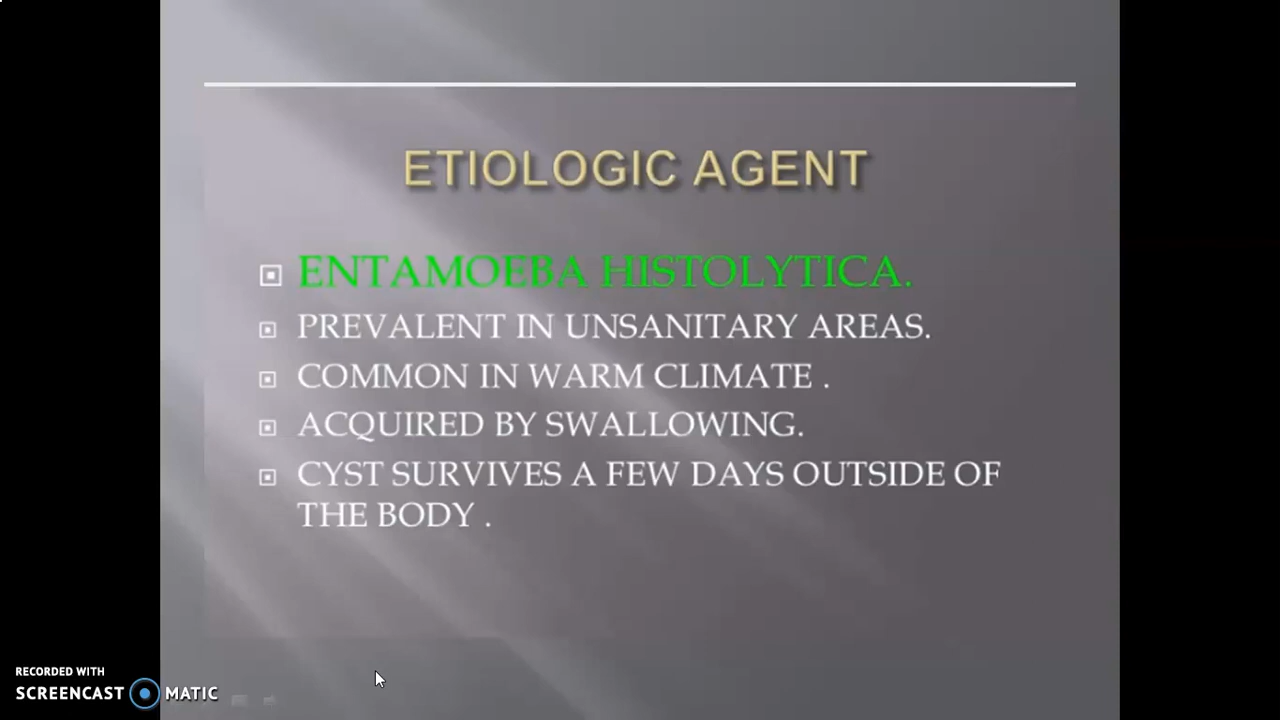 ETIOLOGIC AGENT
ENTAMOEBA HISTOLYTICA.
PREVALENT IN UNSANITARY AREAS.
COMMON IN WARM CLIMATE .
ACQUIRED BY SWALLOWING.
CYST SURVIVES A FEW DAYS OUTSIDE OF
THE BODY .
RECORDED WITH
SCREENCAST MATIC